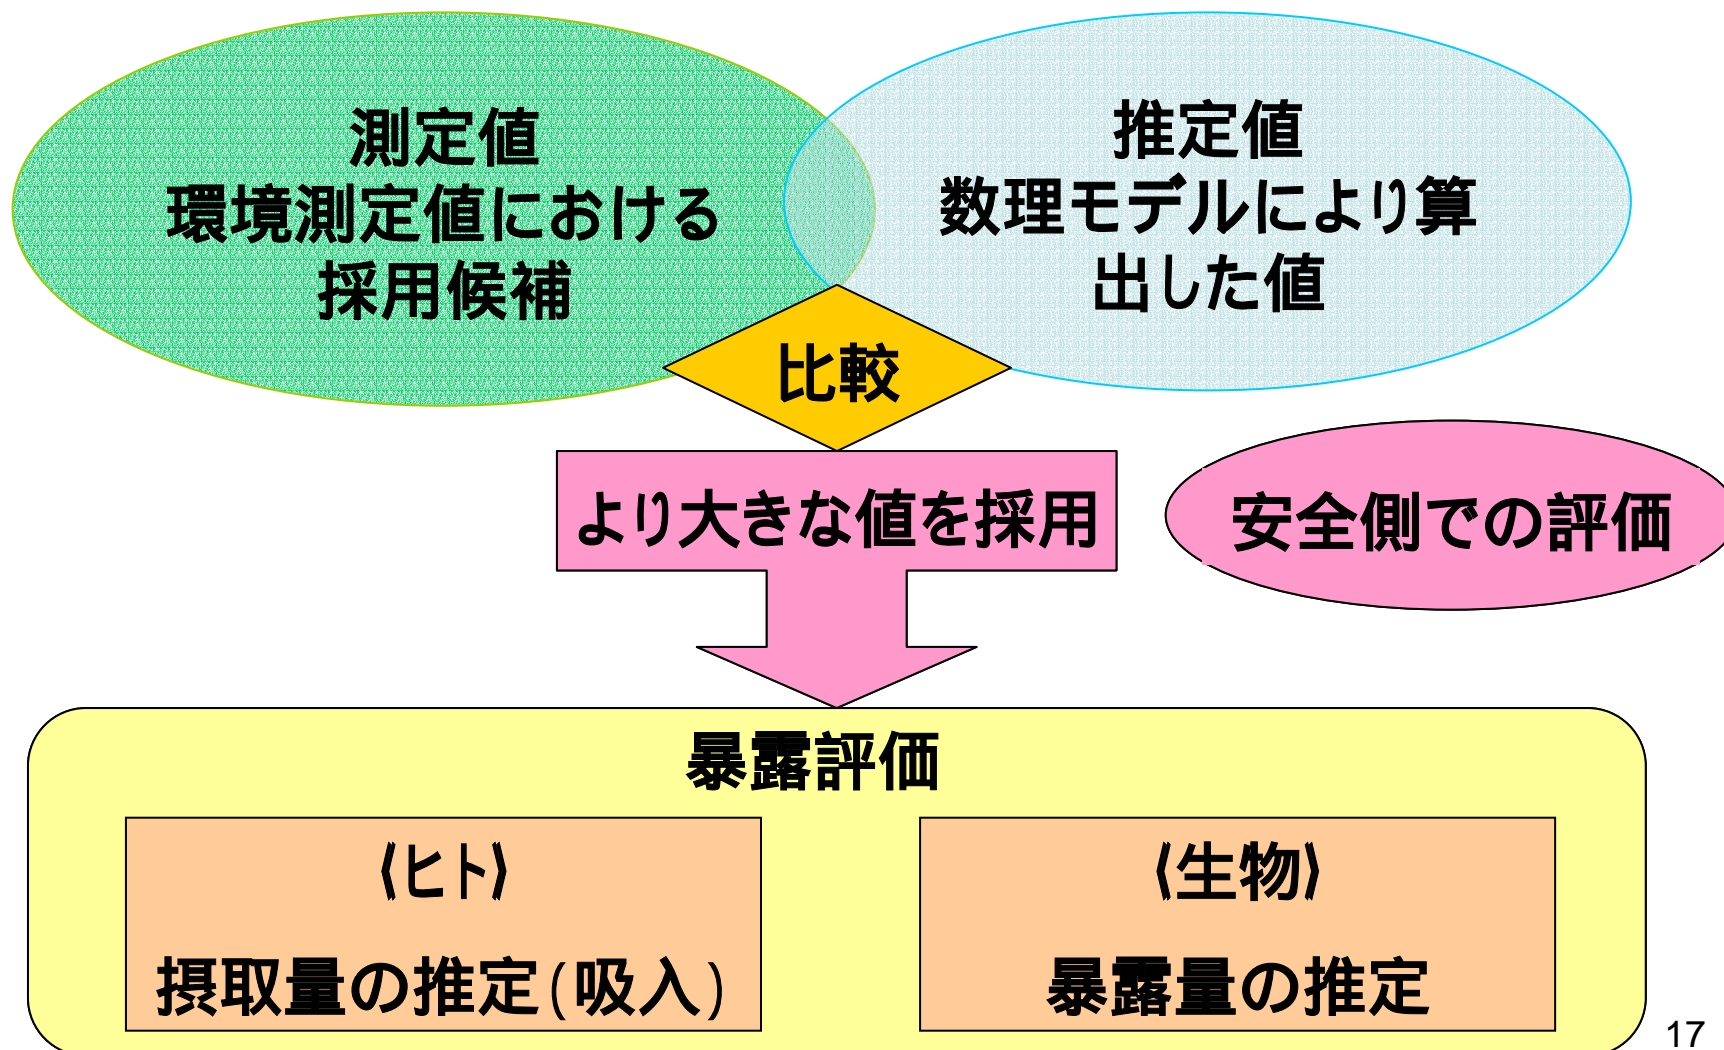 測定値
環境測定値における
採用候補
推定値
数理モデルにより算
出した値
比較
より大きな値を採用
安全側での評価
暴露評価
⟨ヒト⟩
摂取量の推定(吸入)
⟨生物⟩
暴露量の推定
17